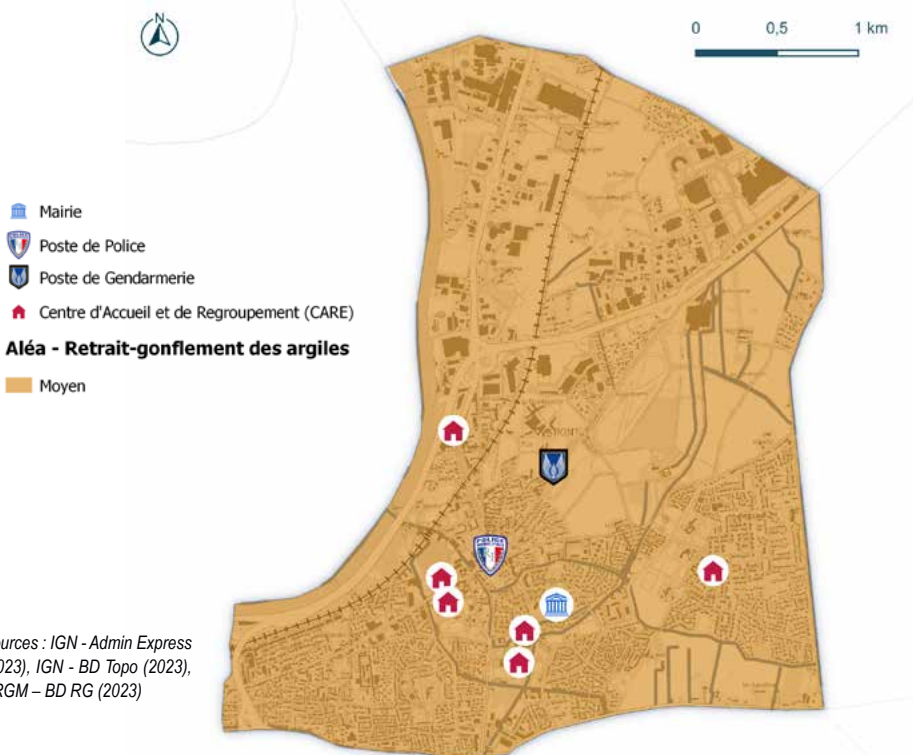 N
0 0,5 1 km
Mairie
Poste de Police
Poste de Gendarmerie
Centre d'Accueil et de Regroupement (CARE)
Aléa - Retrait-gonflement des argiles
Moyen
POLICE
urces : IGN - Admin Express
023), IGN - BD Topo (2023),
RGM – BD RG (2023)